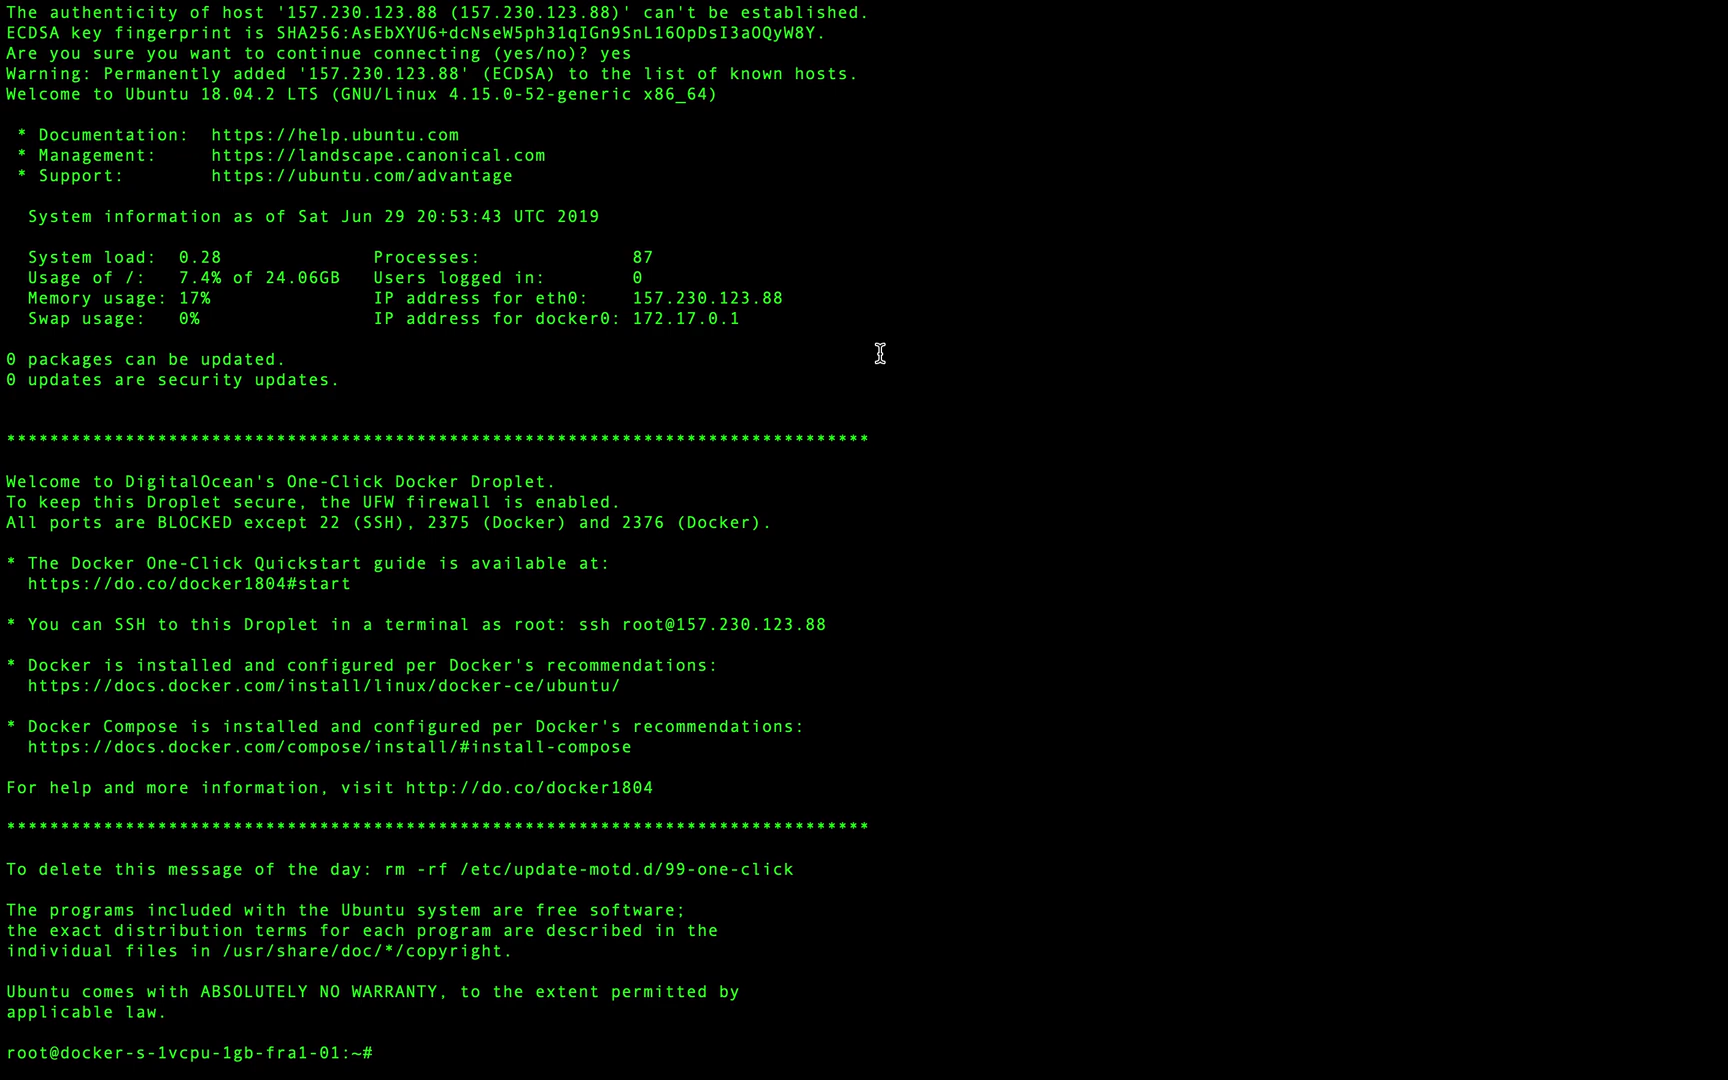 The authenticity of host '157.230.123.88 (157.230.123.88)' can't be established.
ECDSA key fingerprint is SHA256:AsEbXYU6+dcNseW5ph31qIGn9SnL16OpDsI3aOQyW8Y.
Are you sure you want to continue connecting (yes/no)? yes
Warning: Permanently added '157.230.123.88' (ECDSA) to the list of known hosts.
Welcome to Ubuntu 18.04.2 LTS (GNU/Linux 4.15.0-52-generic x86_64)

 * Documentation:  https://help.ubuntu.com
 * Management:     https://landscape.canonical.com
 * Support:        https://ubuntu.com/advantage

  System information as of Sat Jun 29 20:53:43 UTC 2019

  System load:  0.28              Processes:              87
  Usage of /:   7.4% of 24.06GB   Users logged in:        0
  Memory usage: 17%               IP address for eth0:    157.230.123.88
  Swap usage:   0%                IP address for docker0: 172.17.0.1

0 packages can be updated.
0 updates are security updates.

********************************************************************************

Welcome to DigitalOcean's One-Click Docker Droplet.
To keep this Droplet secure, the UFW firewall is enabled.
All ports are BLOCKED except 22 (SSH), 2375 (Docker) and 2376 (Docker).

* The Docker One-Click Quickstart guide is available at:
  https://do.co/docker1804#start

* You can SSH to this Droplet in a terminal as root: ssh root@157.230.123.88

* Docker is installed and configured per Docker's recommendations:
  https://docs.docker.com/install/linux/docker-ce/ubuntu/

* Docker Compose is installed and configured per Docker's recommendations:
  https://docs.docker.com/compose/install/#install-compose

For help and more information, visit http://do.co/docker1804

********************************************************************************

To delete this message of the day: rm -rf /etc/update-motd.d/99-one-click

The programs included with the Ubuntu system are free software;
the exact distribution terms for each program are described in the
individual files in /usr/share/doc/*/copyright.

Ubuntu comes with ABSOLUTELY NO WARRANTY, to the extent permitted by
applicable law.

root@docker-s-1vcpu-1gb-fra1-01:~#